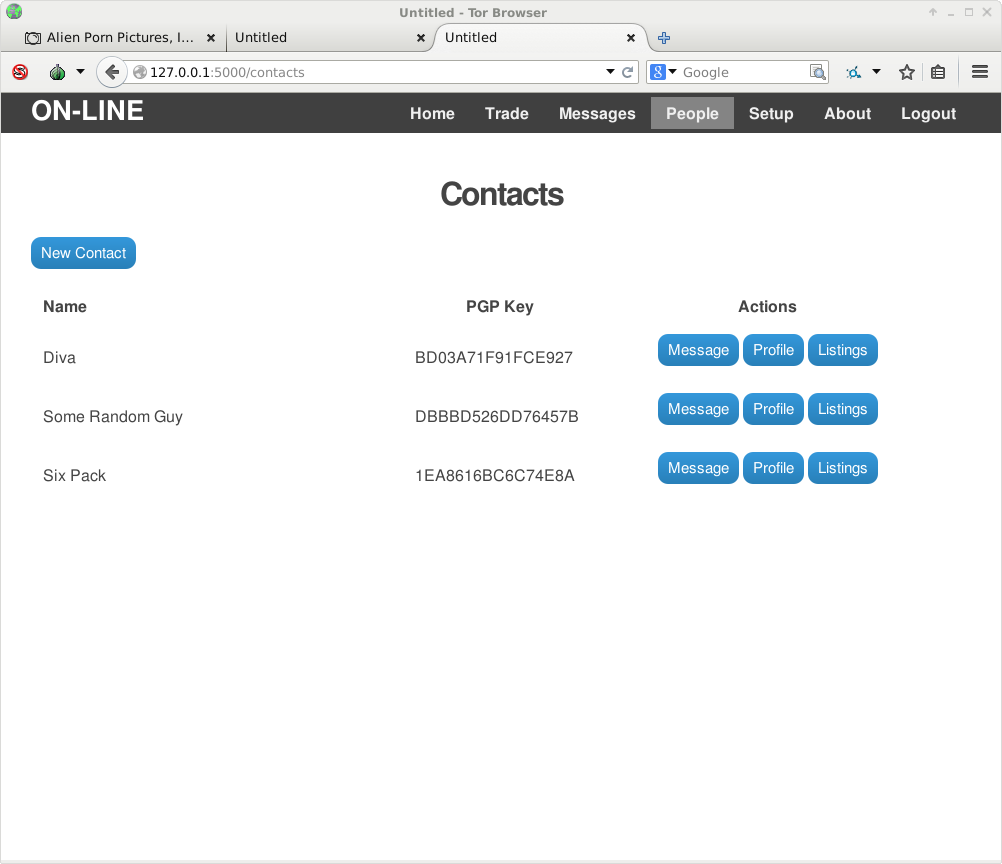 Untitled - Tor Browser
Alien Porn Pictures, I... Untitled Untitled
127.0.0.1:5000/contacts Google
ON-LINE Home Trade Messages People Setup About Logout
Contacts
New Contact
Name PGP Key Actions
Diva BD03A71F91FCE927 Message Profile Listings
Some Random Guy DBBBD526DD76457B Message Profile Listings
Six Pack 1EA8616BC6C74E8A Message Profile Listings